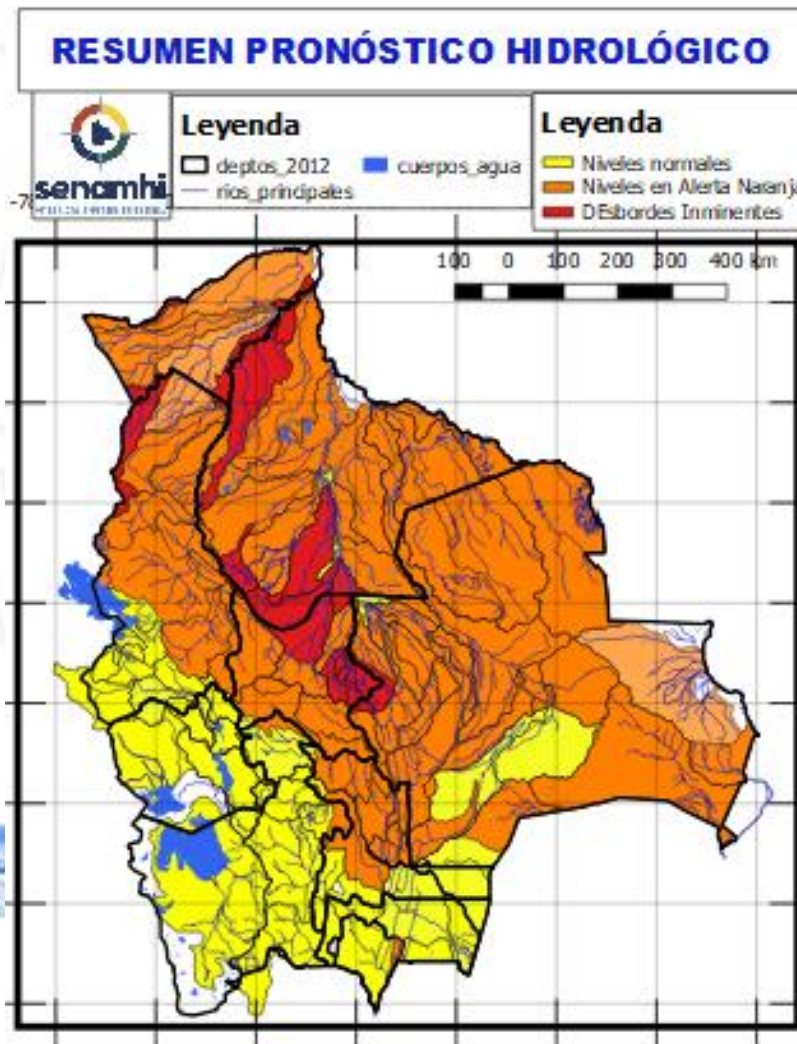 RESUMEN PRONÓSTICO HIDROLÓGICO
senamhi
Leyenda
deptos_2012
cuerpos_agua
rios_principales
Leyenda
Niveles normales
Niveles en Alerta Naranja
DEsbordes Inminentes
100 0 100 200 300 400 km